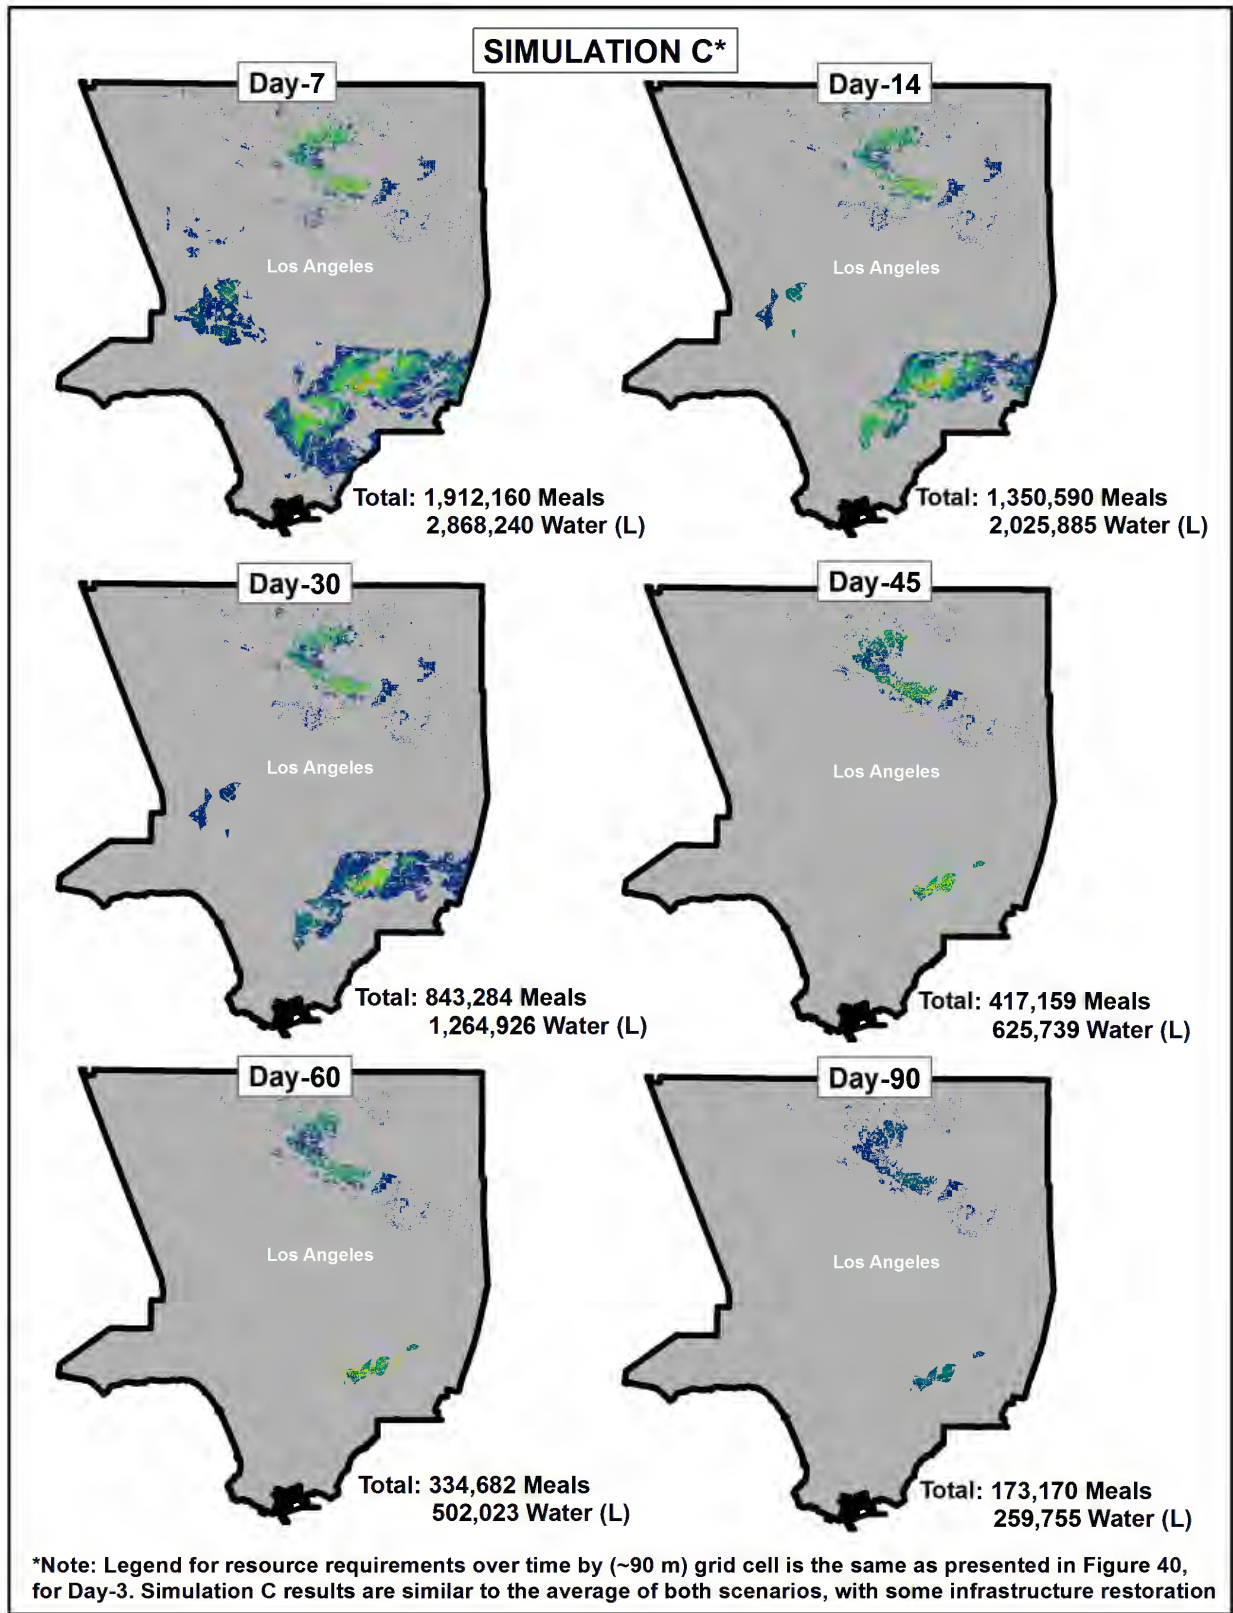 SIMULATION C*
Day-7
Los Angeles
Total: 1,912,160 Meals
2,868,240 Water (L)
Day-14
Los Angeles
Total: 1,350,590 Meals
2,025,885 Water (L)
Day-30
Los Angeles
Total: 843,284 Meals
1,264,926 Water (L)
Day-45
Los Angeles
Total: 417,159 Meals
625,739 Water (L)
Day-60
Los Angeles
Total: 334,682 Meals
502,023 Water (L)
Day-90
Los Angeles
Total: 173,170 Meals
259,755 Water (L)
*Note: Legend for resource requirements over time by (~90 m) grid cell is the same as presented in Figure 40,
for Day-3. Simulation C results are similar to the average of both scenarios, with some infrastructure restoration